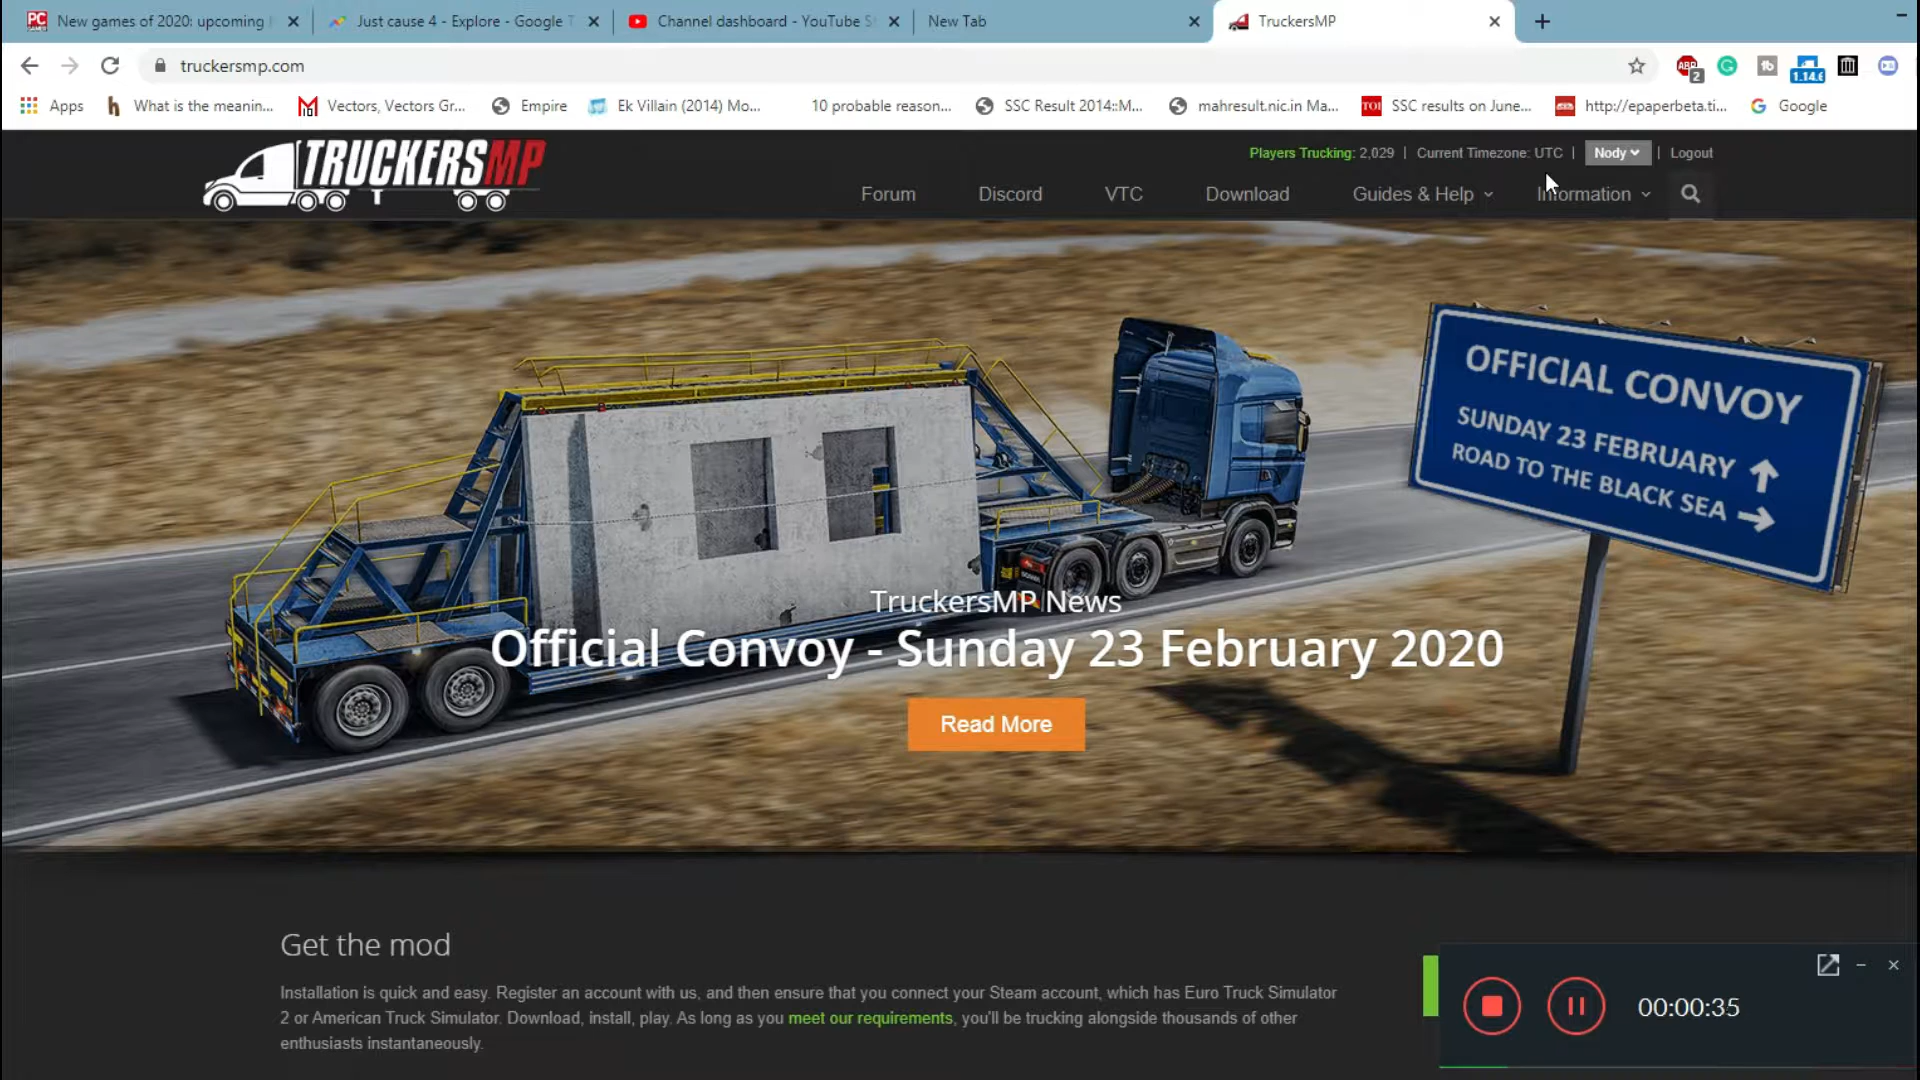 New games of 2020: upcoming
Just cause 4 - Explore - Google T
Channel dashboard - YouTube S
New Tab
TruckersMP
truckersmp.com
ABP
2
1.14.6
Apps
What is the meanin...
Vectors, Vectors Gr...
Empire
Ek Villain (2014) Mo...
10 probable reason...
SSC Result 2014::M...
mahresult.nic.in Ma...
TOI
SSC results on June...
http://epaperbeta.ti...
Google
TRUCKERSMP
Players Trucking: 2,029 | Current Timezone: UTC | Nody | Logout
Forum
Discord
VTC
Download
Guides & Help
Information
OFFICIAL CONVOY
SUNDAY 23 FEBRUARY
ROAD TO THE BLACK SEA
TruckersMP News
Official Convoy - Sunday 23 February 2020
Read More
Get the mod
Installation is quick and easy. Register an account with us, and then ensure that you connect your Steam account, which has Euro Truck Simulator
2 or American Truck Simulator. Download, install, play. As long as you meet our requirements, you'll be trucking alongside thousands of other
enthusiasts instantaneously.
00:00:35